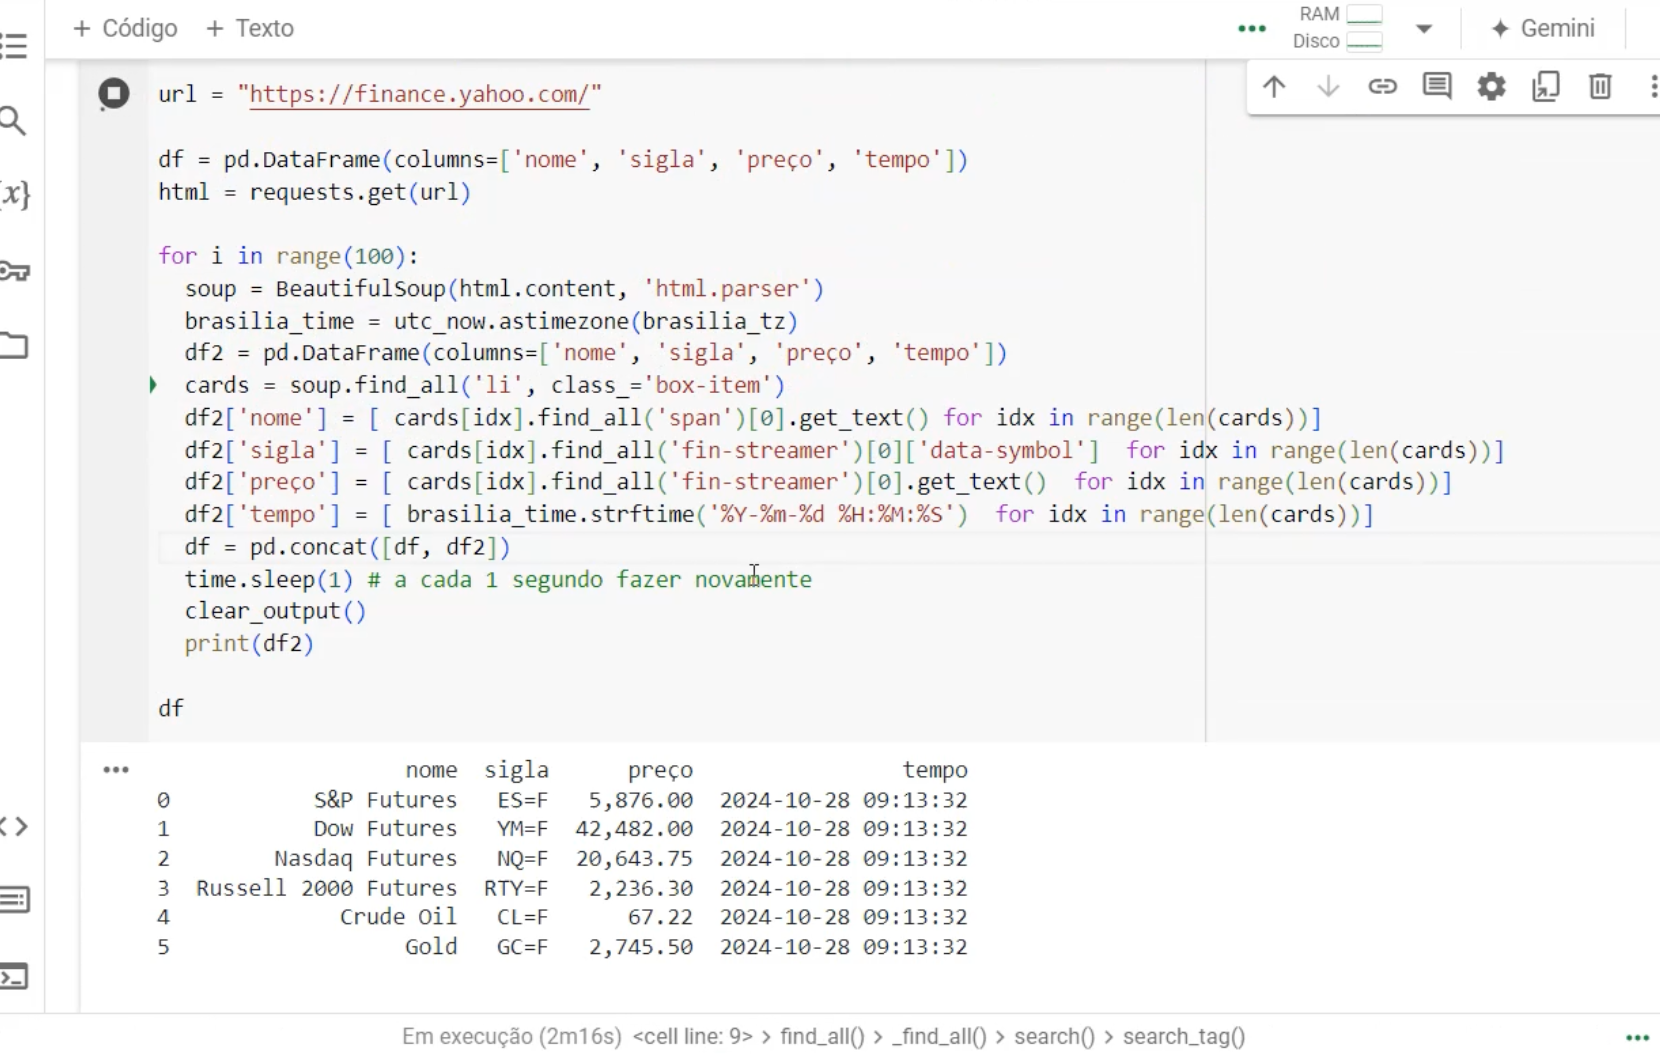 + Código + Texto
RAM
Disco
Gemini
url = "https://finance.yahoo.com/"
df = pd.DataFrame(columns=['nome', 'sigla', 'preço', 'tempo'])
html = requests.get(url)
for i in range(100):
soup = BeautifulSoup(html.content, 'html.parser')
brasilia_time = utc_now.astimezone(brasilia_tz)
df2 = pd.DataFrame(columns=['nome', 'sigla', 'preço', 'tempo'])
cards = soup.find_all('li', class_='box-item')
df2['nome'] = [ cards[idx].find_all('span')[0].get_text() for idx in range(len(cards))]
df2['sigla'] = [ cards[idx].find_all('fin-streamer')[0]['data-symbol'] for idx in range(len(cards))]
df2['preço'] = [ cards[idx].find_all('fin-streamer')[0].get_text() for idx in range(len(cards))]
df2['tempo'] = [ brasilia_time.strftime('%Y-%m-%d %H:%M:%S') for idx in range(len(cards))]
df = pd.concat([df, df2])
time.sleep(1) # a cada 1 segundo fazer novamente
clear_output()
print(df2)
df
nome sigla preço tempo
0 S&P Futures ES=F 5,876.00 2024-10-28 09:13:32
1 Dow Futures YM=F 42,482.00 2024-10-28 09:13:32
2 Nasdaq Futures NQ=F 20,643.75 2024-10-28 09:13:32
3 Russell 2000 Futures RTY=F 2,236.30 2024-10-28 09:13:32
4 Crude Oil CL=F 67.22 2024-10-28 09:13:32
5 Gold GC=F 2,745.50 2024-10-28 09:13:32
Em execução (2m16s) <cell line: 9> > find_all() > _find_all() > search() > search_tag()